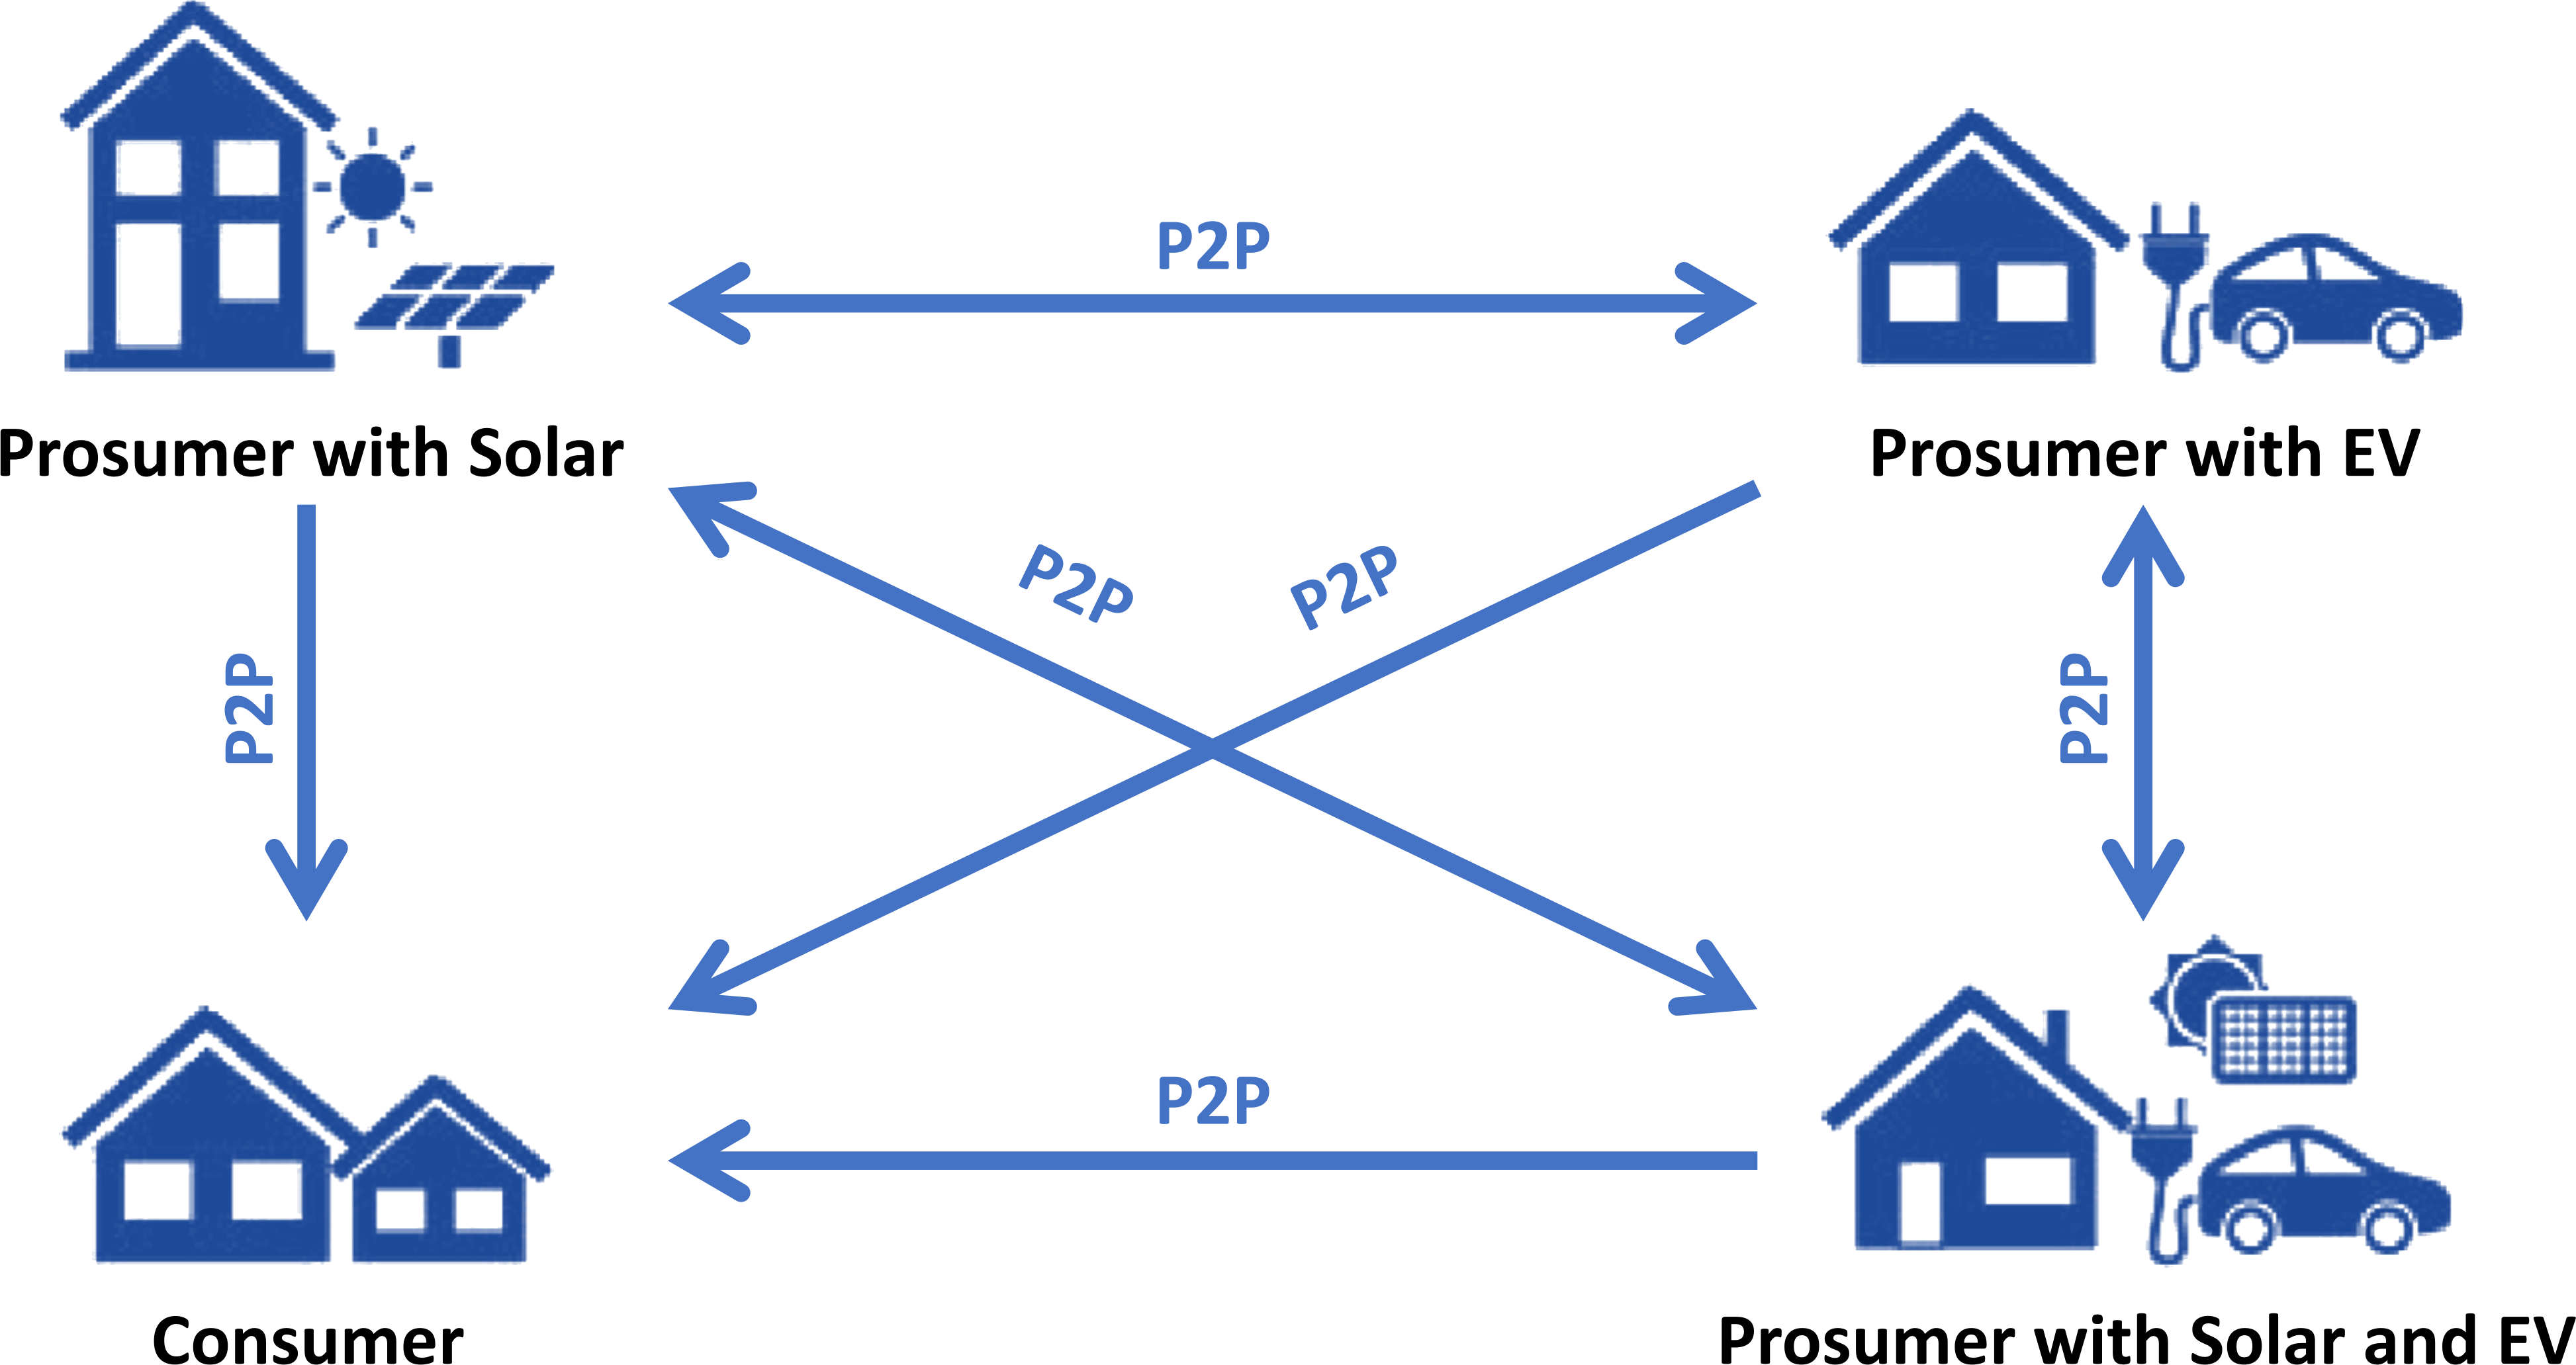 P2P
Prosumer with Solar
Prosumer with EV
P2P
P2P
P2P
P2P
P2P
Consumer
Prosumer with Solar and EV